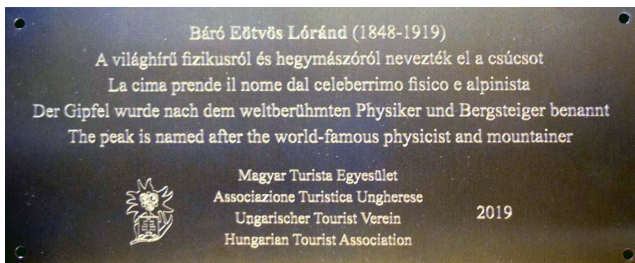 Báró Eötvös Lóránd (1848-1919)
A világhírű fizikusról és hegymászóról nevezték el a csúcsot
La cima prende il nome dal celeberrimo fisico e alpinista
Der Gipfel wurde nach dem weltberühmten Physiker und Bergsteiger benannt
The peak is named after the world-famous physicist and mountainer
Magyar Turista Egyesület
Associazione Turistica Ungherese
Ungarischer Tourist Verein
Hungarian Tourist Association
2019